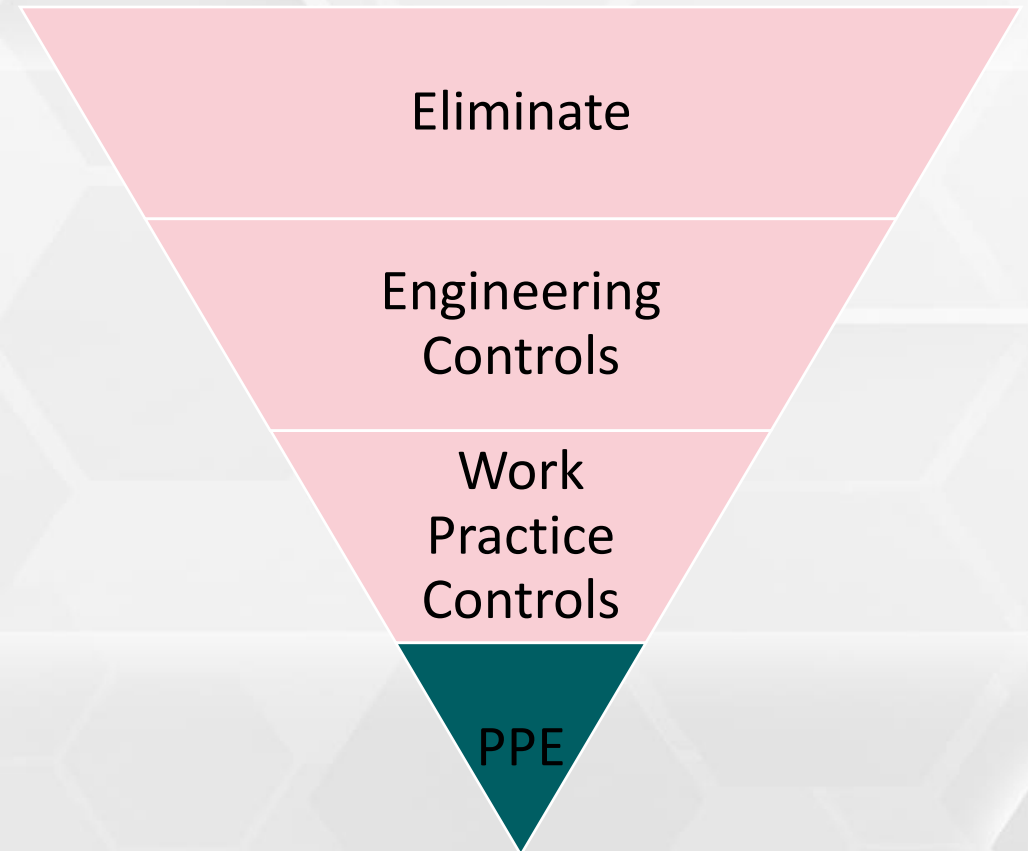 Eliminate
Engineering
Controls
Work
Practice
Controls
PPE